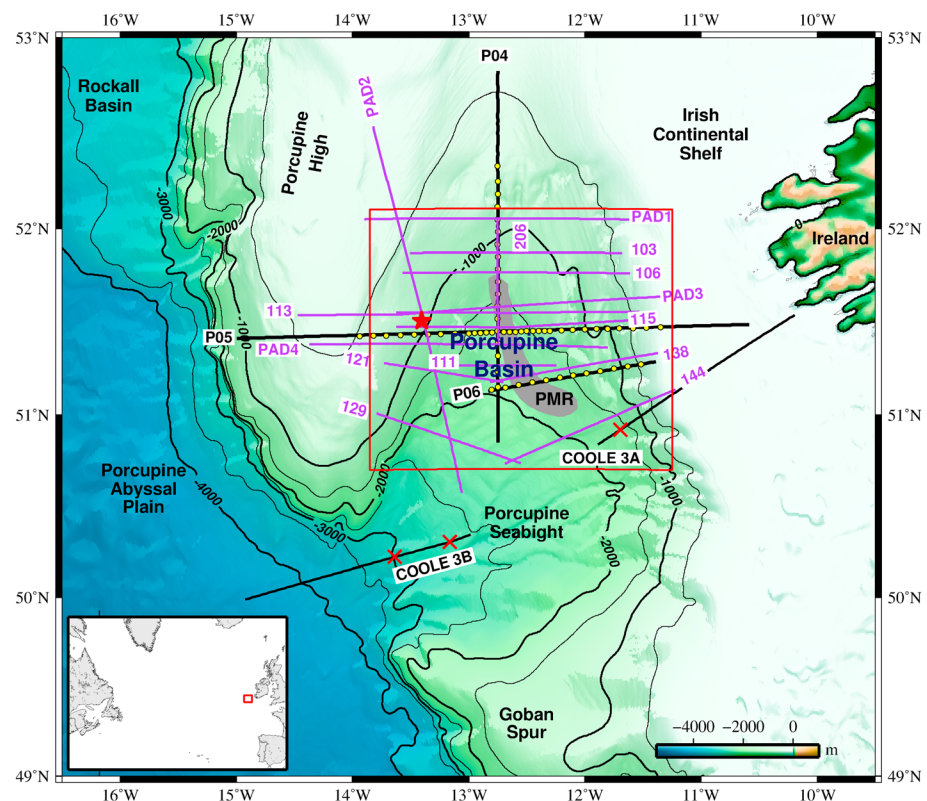 16°W
15°W
14°W
13°W
12°W
11°W
10°W
53°N
53°N
P04
Rockall
Basin
PAD2
Porcupine
High
Irish
Continental
Shelf
-3000
-2000
-1000
52°N
52°N
PAD1
206
103
-1000
106
0
Ireland
PAD3
113
115
P05
PAD4
Porcupine
Basin
121
111
138
144
P06
PMR
129
51°N
51°N
COOLE 3A
Porcupine
Abyssal
Plain
-4000
-2000
-3000
-1000
Porcupine
Seabight
-2000
COOLE 3B
50°N
50°N
Goban
Spur
-4000
-2000
0
m
49°N
49°N
16°W
15°W
14°W
13°W
12°W
11°W
10°W